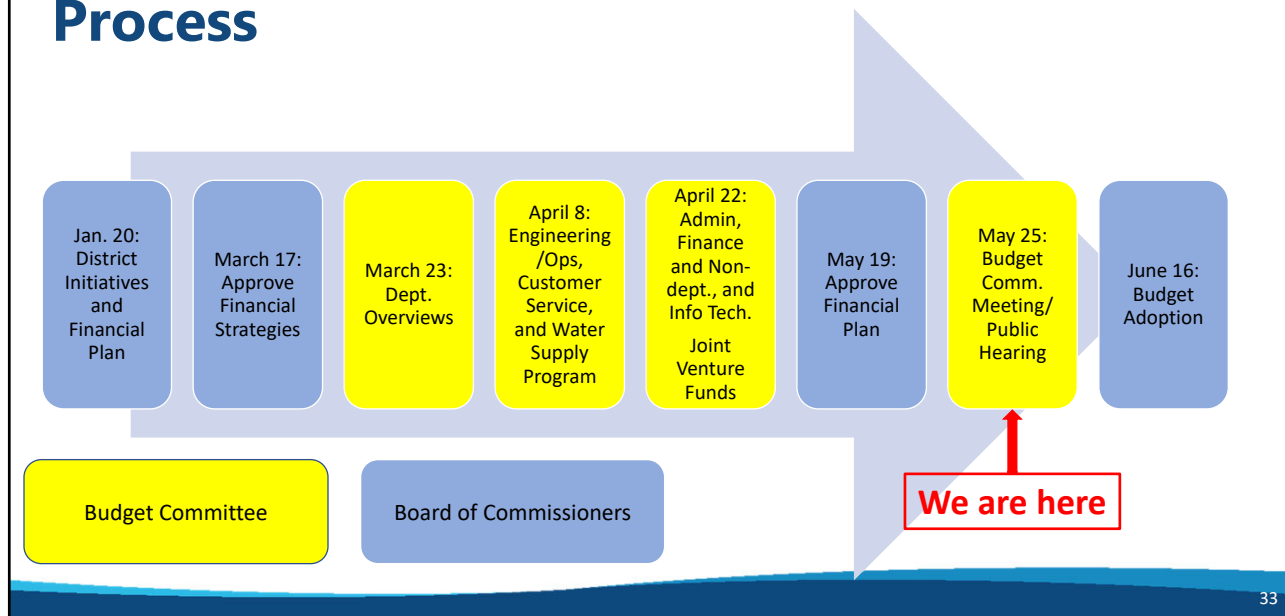 Process
Jan. 20:
District
Initiatives
and
Financial
Plan
March 17:
Approve
Financial
Strategies
March 23:
Dept.
Overviews
April 8:
Engineering
/Ops,
Customer
Service,
and Water
Supply
Program
April 22:
Admin,
Finance
and Non-
dept., and
Info Tech.
Joint
Venture
Funds
May 19:
Approve
Financial
Plan
May 25:
Budget
Comm.
Meeting/
Public
Hearing
June 16:
Budget
Adoption
Budget Committee
Board of Commissioners
We are here
33